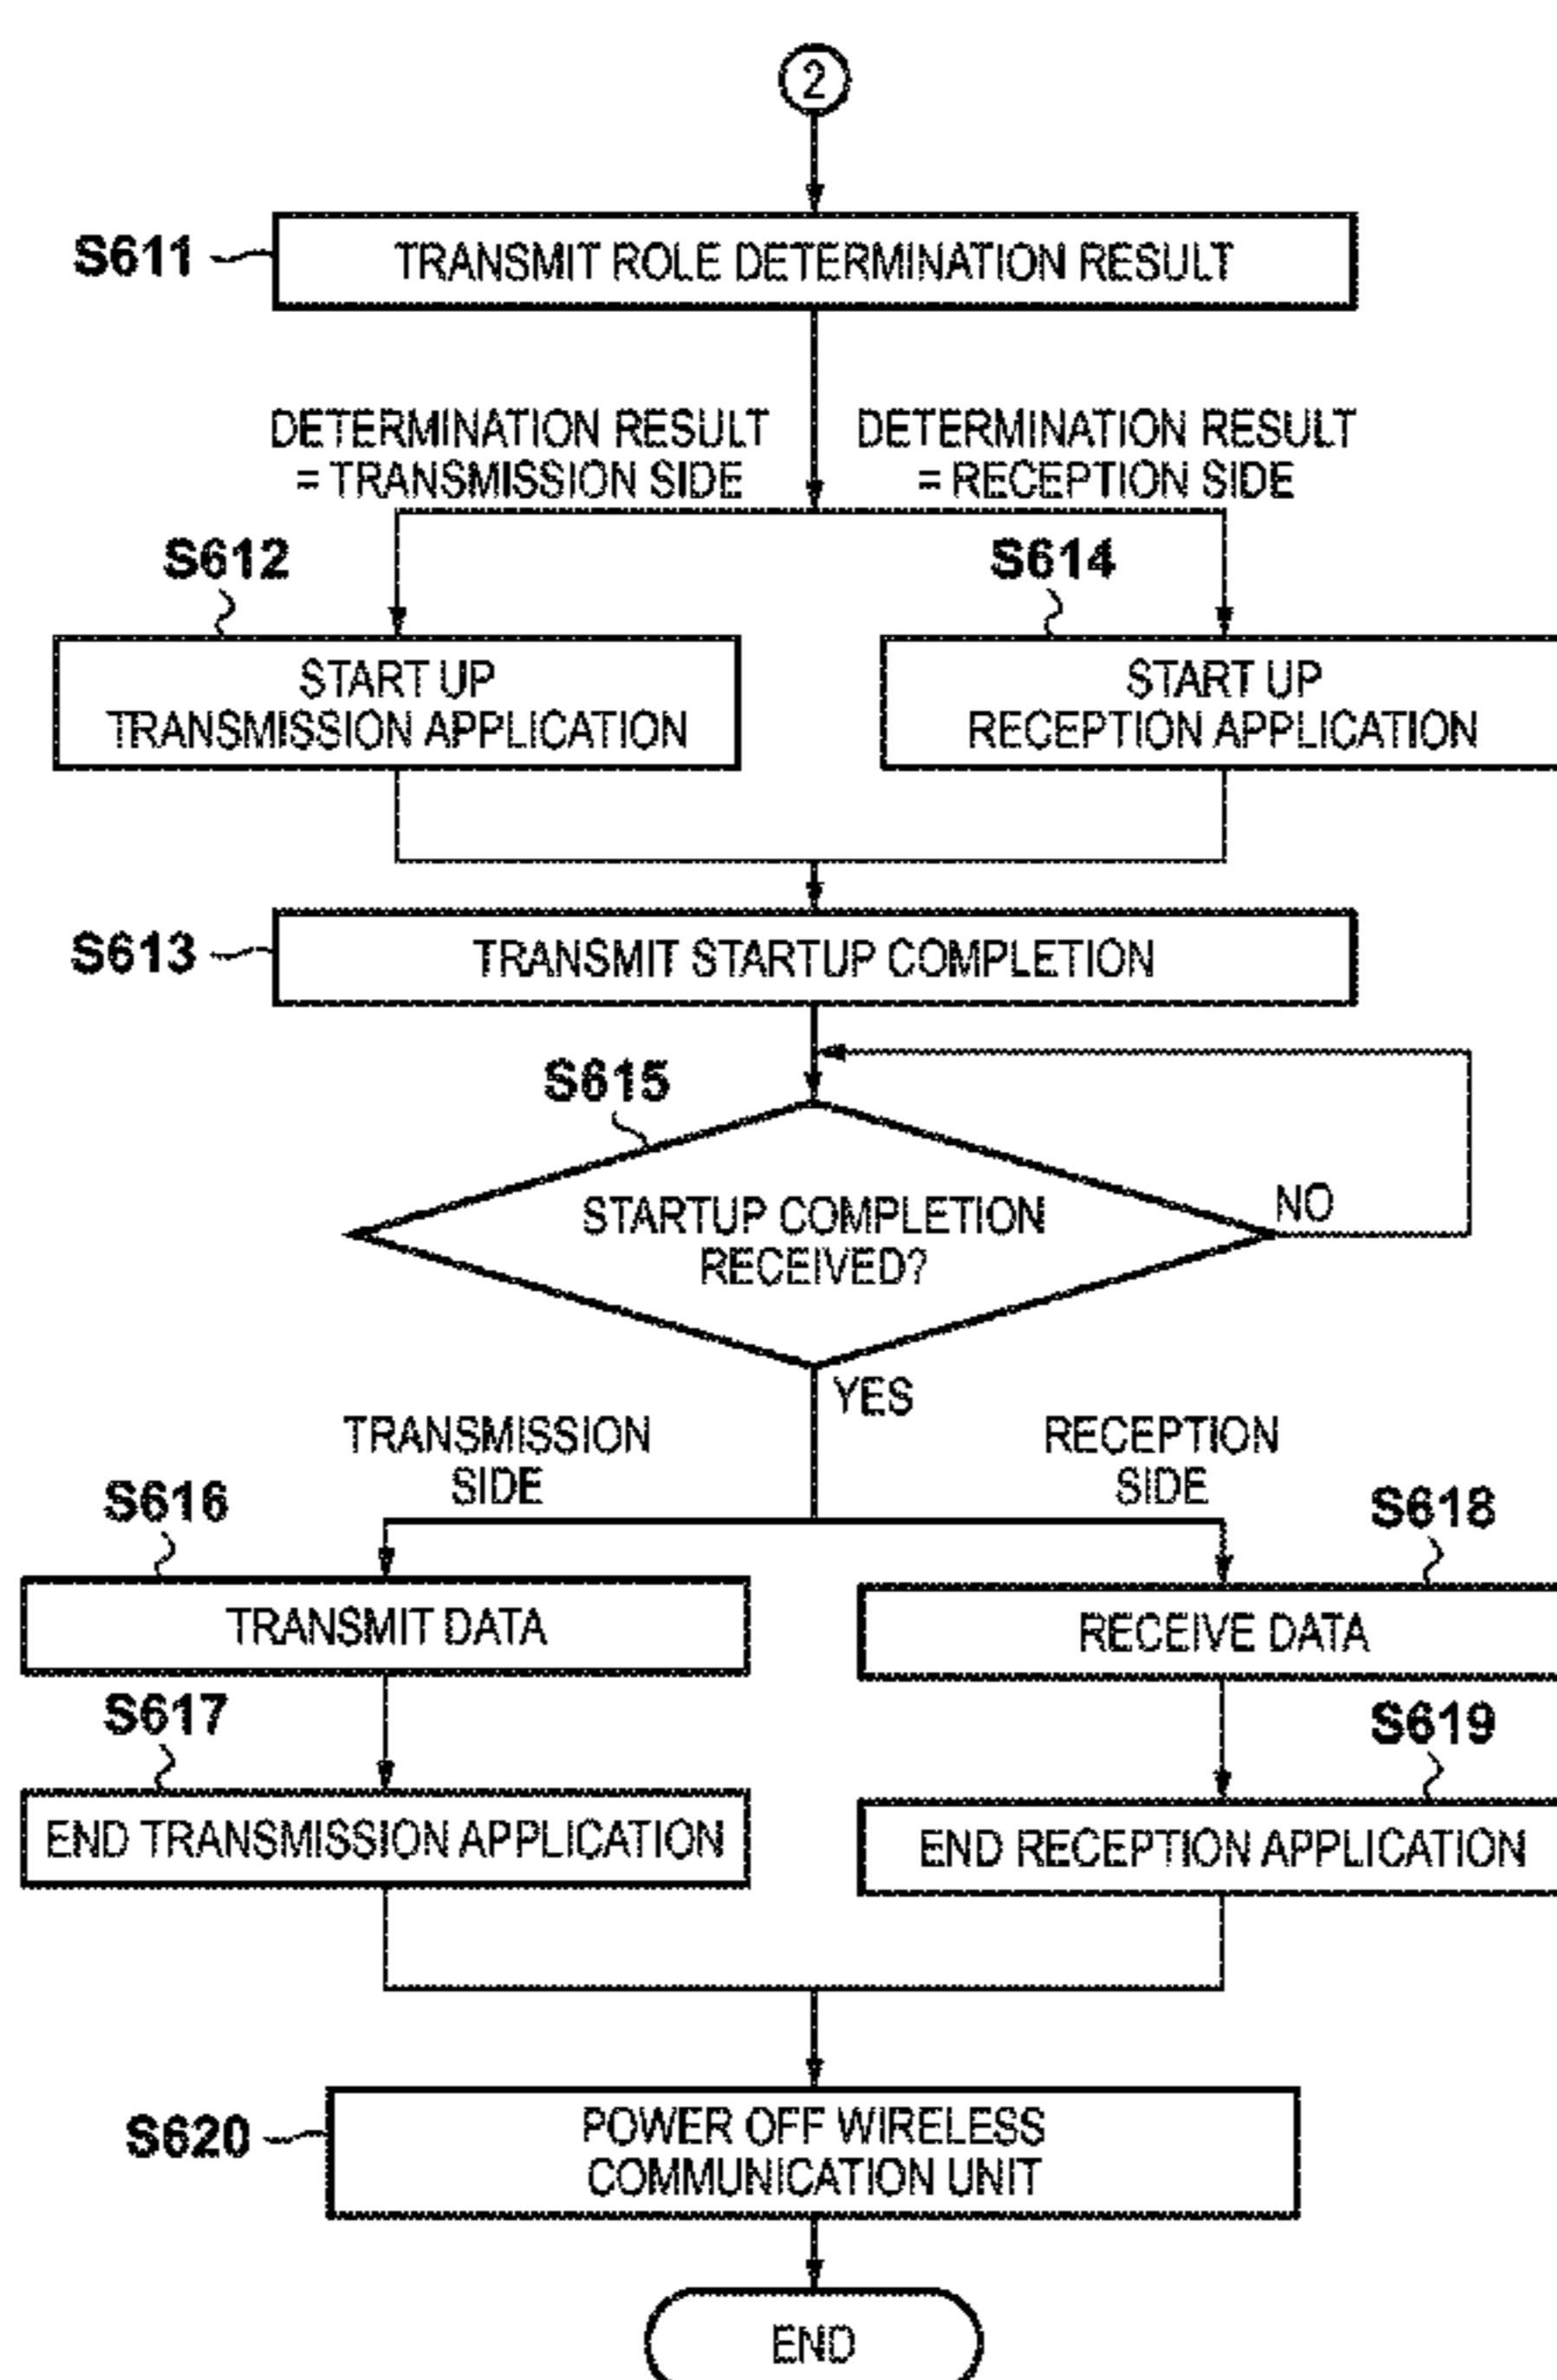 2
S611
TRANSMIT ROLE DETERMINATION RESULT
DETERMINATION RESULT
= TRANSMISSION SIDE
DETERMINATION RESULT
= RECEPTION SIDE
S612
START UP
TRANSMISSION APPLICATION
S614
START UP
RECEPTION APPLICATION
S613
TRANSMIT STARTUP COMPLETION
S615
STARTUP COMPLETION
RECEIVED?
NO
YES
TRANSMISSION
SIDE
RECEPTION
SIDE
S616
TRANSMIT DATA
S618
RECEIVE DATA
S617
END TRANSMISSION APPLICATION
S619
END RECEPTION APPLICATION
S620
POWER OFF WIRELESS
COMMUNICATION UNIT
END